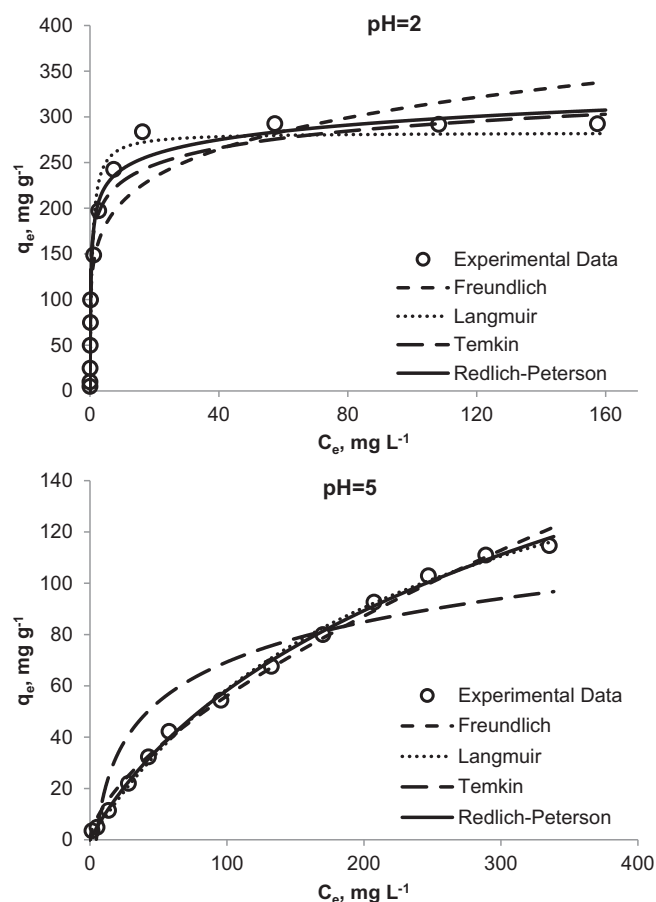 pH=2
400
350
300
250
200
150
100
50
0
qe, mg g-1
0 40 80 120 160
Ce, mg L-1
Experimental Data
Freundlich
Langmuir
Temkin
Redlich-Peterson
pH=5
140
120
100
80
60
40
20
0
qe, mg g-1
0 100 200 300 400
Ce, mg L-1
Experimental Data
Freundlich
Langmuir
Temkin
Redlich-Peterson